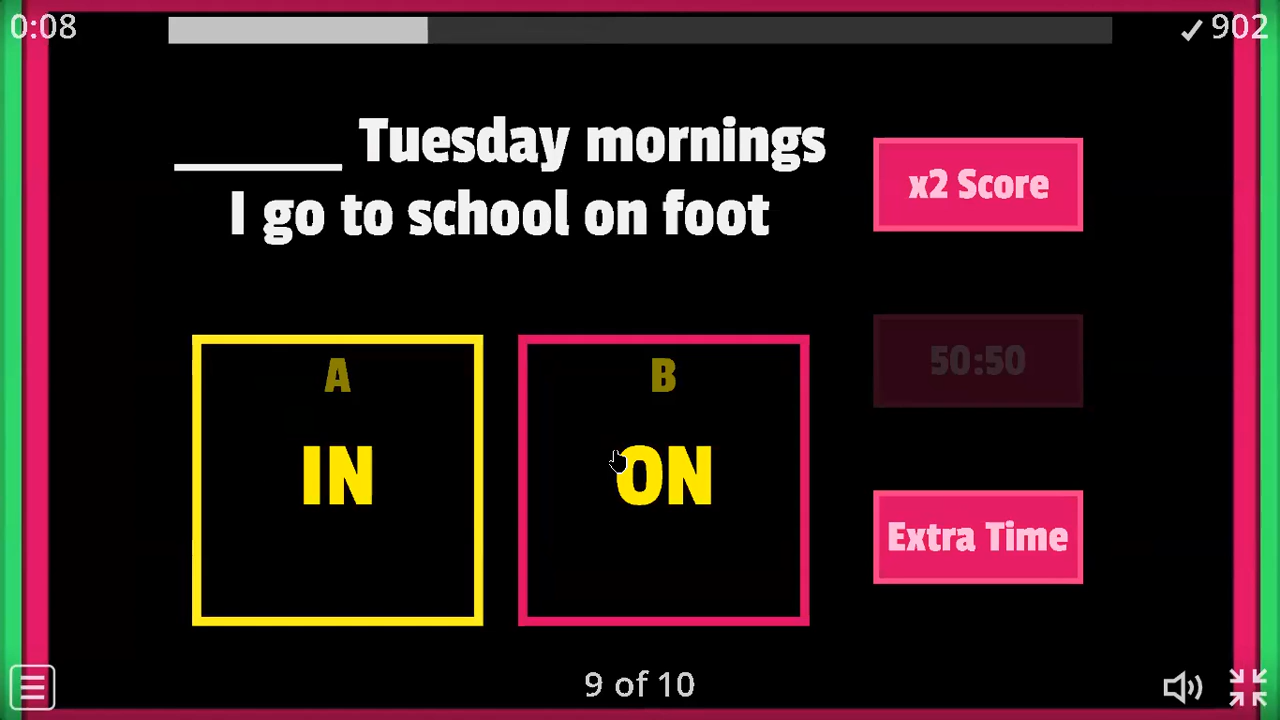 0:08
✓ 902
_____ Tuesday mornings
I go to school on foot
x2 Score
50:50
Extra Time
A
IN
B
ON
9 of 10